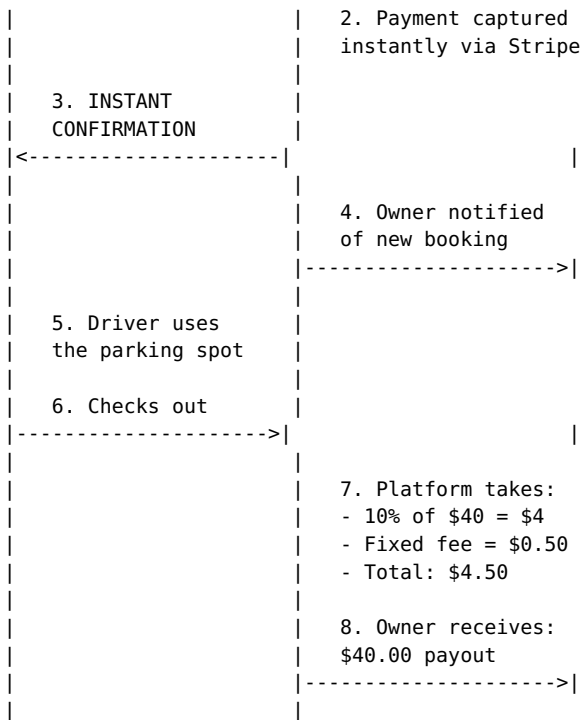 2. Payment captured
instantly via Stripe
3. INSTANT
CONFIRMATION
4. Owner notified
of new booking
5. Driver uses
the parking spot
6. Checks out
7. Platform takes:
- 10% of $40 = $4
- Fixed fee = $0.50
- Total: $4.50
8. Owner receives:
$40.00 payout